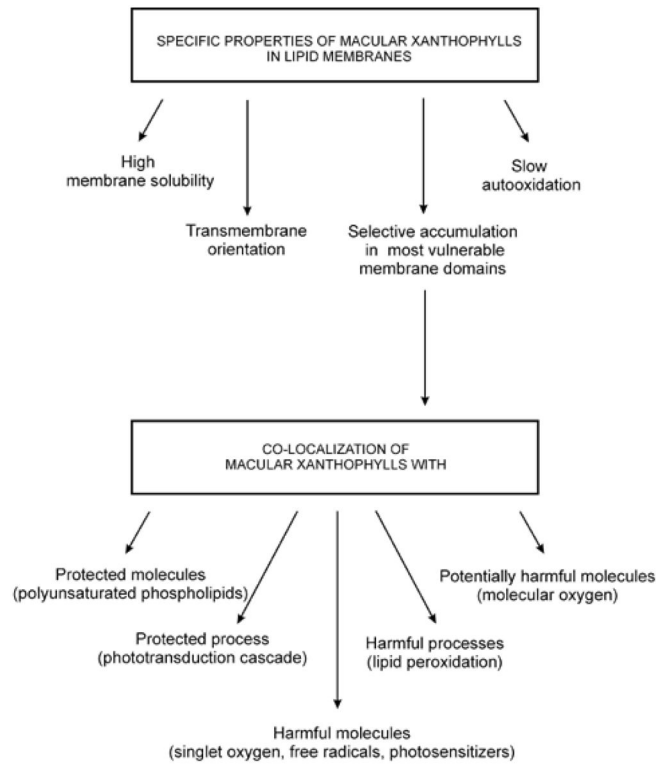 SPECIFIC PROPERTIES OF MACULAR XANTHOPHYLLS
IN LIPID MEMBRANES
High
membrane solubility
Slow
autooxidation
Transmembrane
orientation
Selective accumulation
in most vulnerable
membrane domains
CO-LOCALIZATION OF
MACULAR XANTHOPHYLLS WITH
Protected molecules
(polyunsaturated phospholipids)
Potentially harmful molecules
(molecular oxygen)
Protected process
(phototransduction cascade)
Harmful processes
(lipid peroxidation)
Harmful molecules
(singlet oxygen, free radicals, photosensitizers)